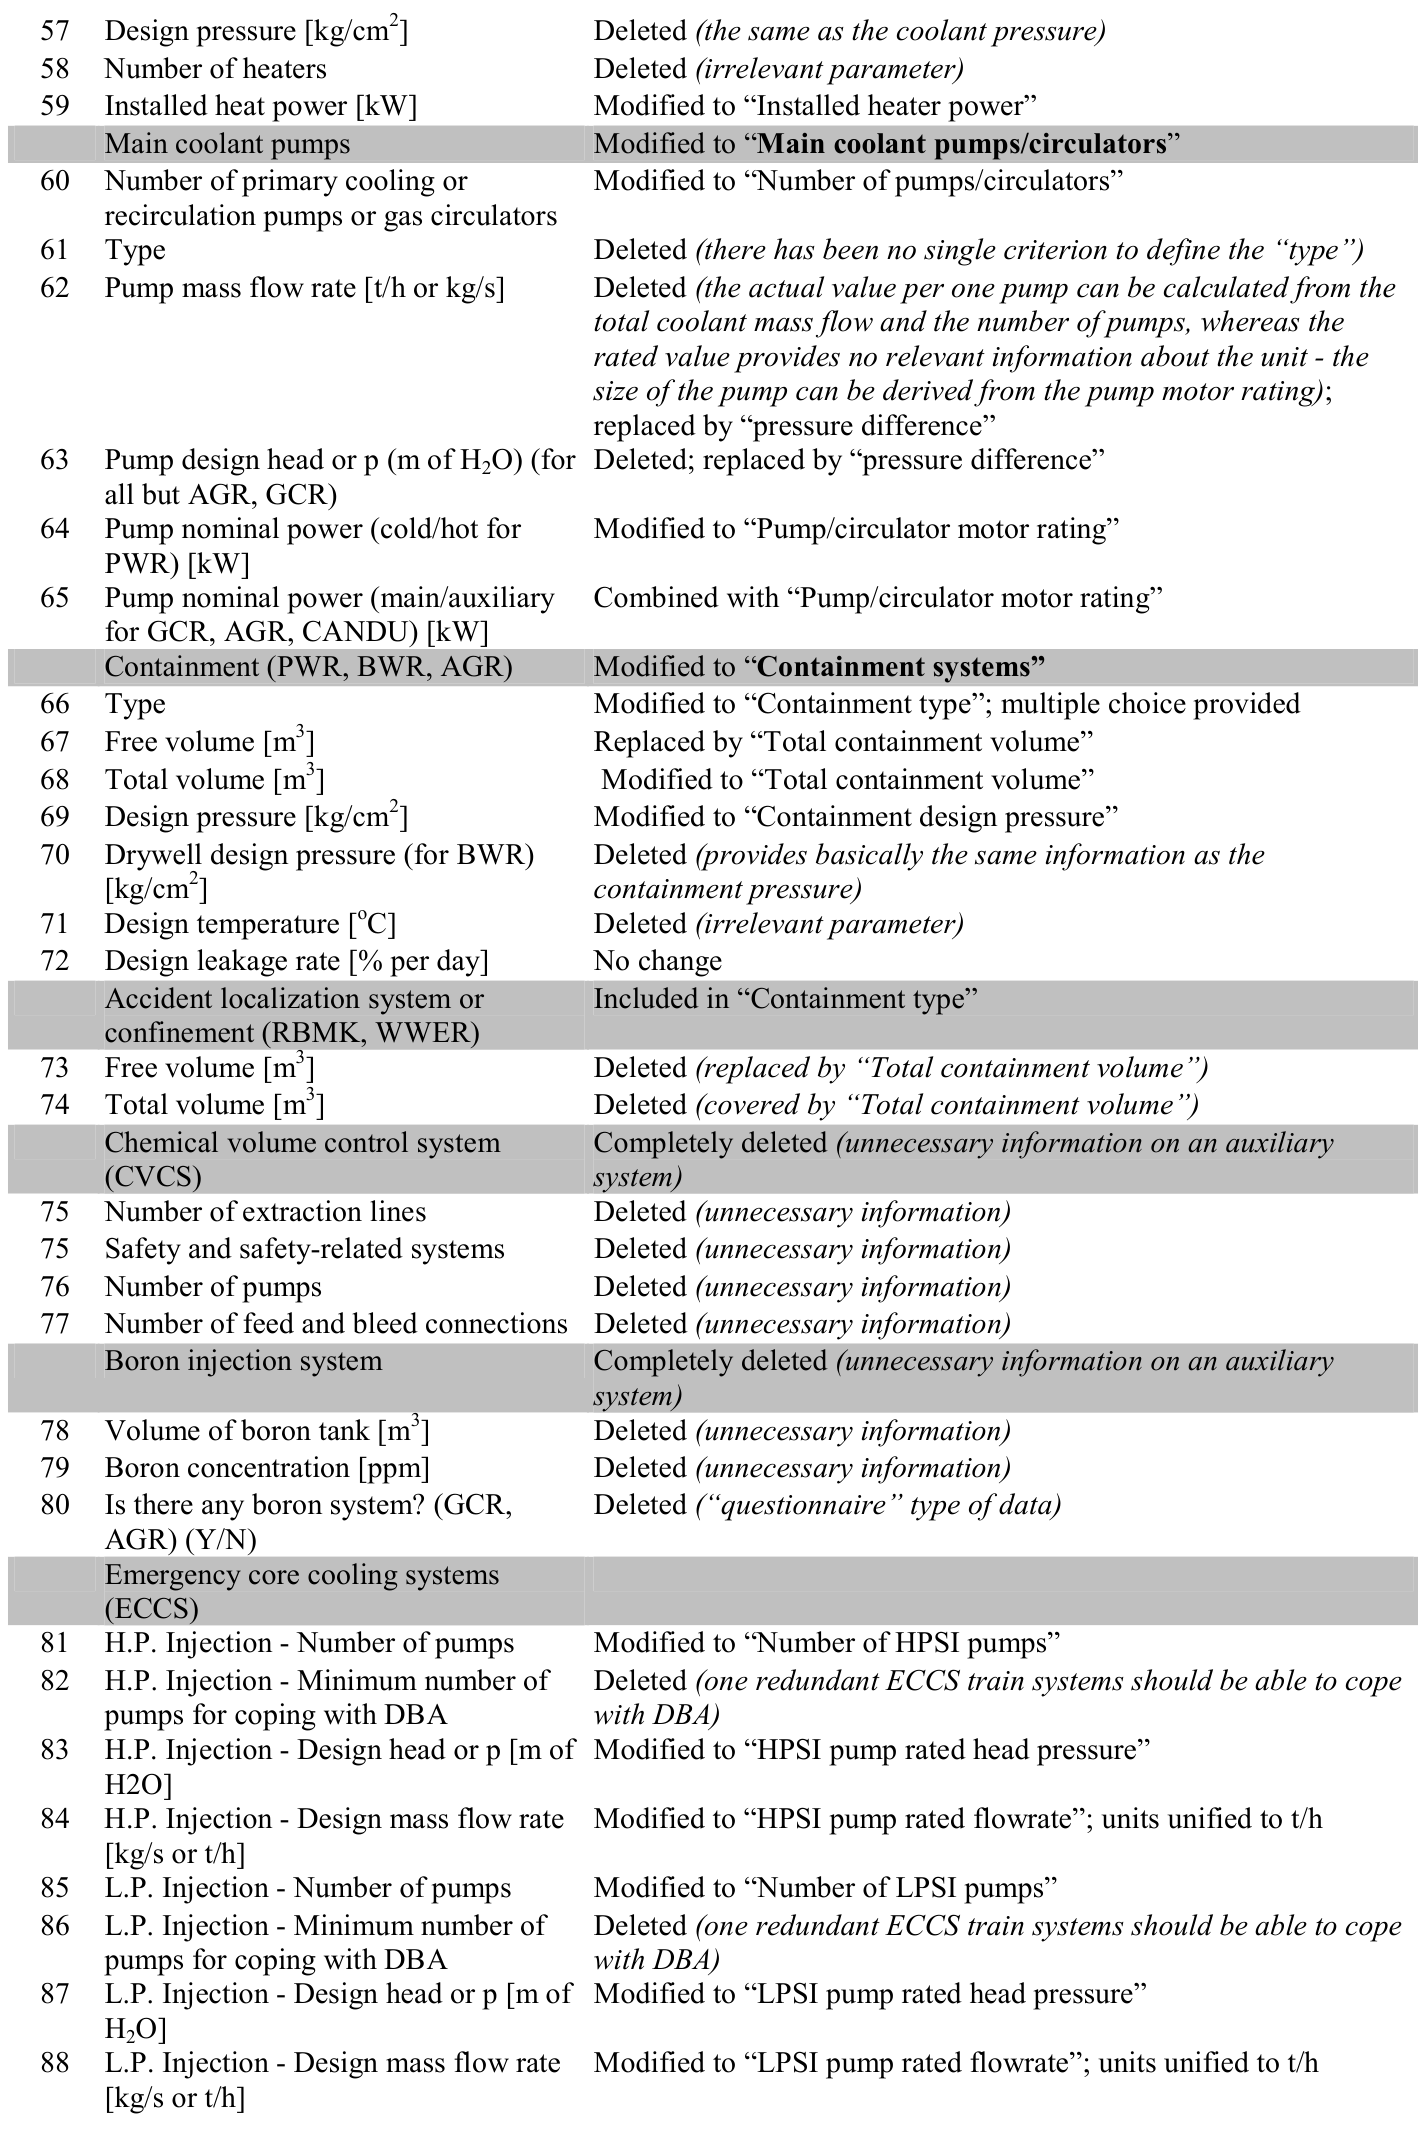 57 Design pressure [kg/cm²] Deleted (the same as the coolant pressure)
58 Number of heaters Deleted (irrelevant parameter)
59 Installed heat power [kW] Modified to “Installed heater power”
Main coolant pumps Modified to “Main coolant pumps/circulators”
60 Number of primary cooling or Modified to “Number of pumps/circulators”
recirculation pumps or gas circulators
61 Type Deleted (there has been no single criterion to define the “type”)
62 Pump mass flow rate [t/h or kg/s] Deleted (the actual value per one pump can be calculated from the
total coolant mass flow and the number of pumps, whereas the
rated value provides no relevant information about the unit - the
size of the pump can be derived from the pump motor rating);
replaced by “pressure difference”
63 Pump design head or p (m of H₂O) (for Deleted; replaced by “pressure difference”
all but AGR, GCR)
64 Pump nominal power (cold/hot for Modified to “Pump/circulator motor rating”
PWR) [kW]
65 Pump nominal power (main/auxiliary Combined with “Pump/circulator motor rating”
for GCR, AGR, CANDU) [kW]
Containment (PWR, BWR, AGR) Modified to “Containment systems”
66 Type Modified to “Containment type”; multiple choice provided
67 Free volume [m³] Replaced by “Total containment volume”
68 Total volume [m³] Modified to “Total containment volume”
69 Design pressure [kg/cm²] Modified to “Containment design pressure”
70 Drywell design pressure (for BWR) Deleted (provides basically the same information as the
[kg/cm²] containment pressure)
71 Design temperature [°C] Deleted (irrelevant parameter)
72 Design leakage rate [% per day] No change
Accident localization system or Included in “Containment type”
confinement (RBMK, WWER)
73 Free volume [m³] Deleted (replaced by “Total containment volume”)
74 Total volume [m³] Deleted (covered by “Total containment volume”)
Chemical volume control system Completely deleted (unnecessary information on an auxiliary
(CVCS) system)
75 Number of extraction lines Deleted (unnecessary information)
75 Safety and safety-related systems Deleted (unnecessary information)
76 Number of pumps Deleted (unnecessary information)
77 Number of feed and bleed connections Deleted (unnecessary information)
Boron injection system Completely deleted (unnecessary information on an auxiliary
system)
78 Volume of boron tank [m³] Deleted (unnecessary information)
79 Boron concentration [ppm] Deleted (unnecessary information)
80 Is there any boron system? (GCR, Deleted (“questionnaire” type of data)
AGR) (Y/N)
Emergency core cooling systems
(ECCS)
81 H.P. Injection - Number of pumps Modified to “Number of HPSI pumps”
82 H.P. Injection - Minimum number of Deleted (one redundant ECCS train systems should be able to cope
pumps for coping with DBA with DBA)
83 H.P. Injection - Design head or p [m of Modified to “HPSI pump rated head pressure”
H2O]
84 H.P. Injection - Design mass flow rate Modified to “HPSI pump rated flowrate”; units unified to t/h
[kg/s or t/h]
85 L.P. Injection - Number of pumps Modified to “Number of LPSI pumps”
86 L.P. Injection - Minimum number of Deleted (one redundant ECCS train systems should be able to cope
pumps for coping with DBA with DBA)
87 L.P. Injection - Design head or p [m of Modified to “LPSI pump rated head pressure”
H₂O]
88 L.P. Injection - Design mass flow rate Modified to “LPSI pump rated flowrate”; units unified to t/h
[kg/s or t/h]